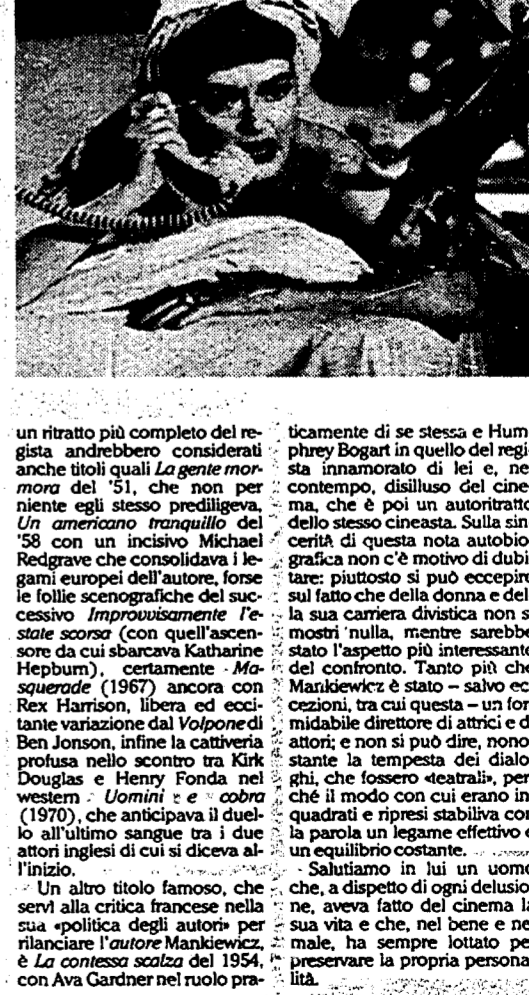 un ritratto più completo del re-
gista andrebbero considerati
anche titoli quali La gente mor-
mora del '51, che non per
niente egli stesso prediligeva,
Un americano tranquillo del
'58 con un incisivo Michael
Redgrave che consolidava i le-
gami europei dell'autore, forse
le follie scenografiche del suc-
cessivo Improvvisamente l'e-
state scorsa (con quell'ascen-
sore da cui sbarcava Katharine
Hepburn), certamente Ma-
squerade (1967) ancora con
Rex Harrison, libera ed ecci-
tante variazione dal Volpone di
Ben Jonson, infine la cattiveria
profusa nello scontro tra Kirk
Douglas e Henry Fonda nel
western Uomini e cobra
(1970), che anticipava il duel-
lo all'ultimo sangue tra i due
attori inglesi di cui si diceva al-
l'inizio.
Un altro titolo famoso, che
servì alla critica francese nella
sua «politica degli autori» per
rilanciare l'autore Mankiewicz,
è La contessa scalza del 1954,
con Ava Gardner nel ruolo pra-
ticamente di se stessa e Hum
phrey Bogart in quello del regi
sta innamorato di lei e, ne
contempo, disilluso del cine
ma, che è poi un autoritratto
dello stesso cineasta. Sulla sin
cerità di questa nota autobio
grafica non c'è motivo di dubi
tare: piuttosto si può eccepire
sul fatto che della donna e del
la sua carriera divistica non s
mostri nulla, mentre sarebbe
stato l'aspetto più interessante
del confronto. Tanto più che
Mankiewicz è stato – salvo ec
cezioni, tra cui questa – un for
midabile direttore di attrici e d
attori; e non si può dire, nono
stante la tempesta dei dialo
ghi, che fossero «teatrali», per
ché il modo con cui erano in
quadrati e ripresi stabiliva con
la parola un legame effettivo e
un equilibrio costante.
Salutiamo in lui un uomo
che, a dispetto di ogni delusio
ne, aveva fatto del cinema la
sua vita e che, nel bene e ne
male, ha sempre lottato pe
preservare la propria persona
lità.